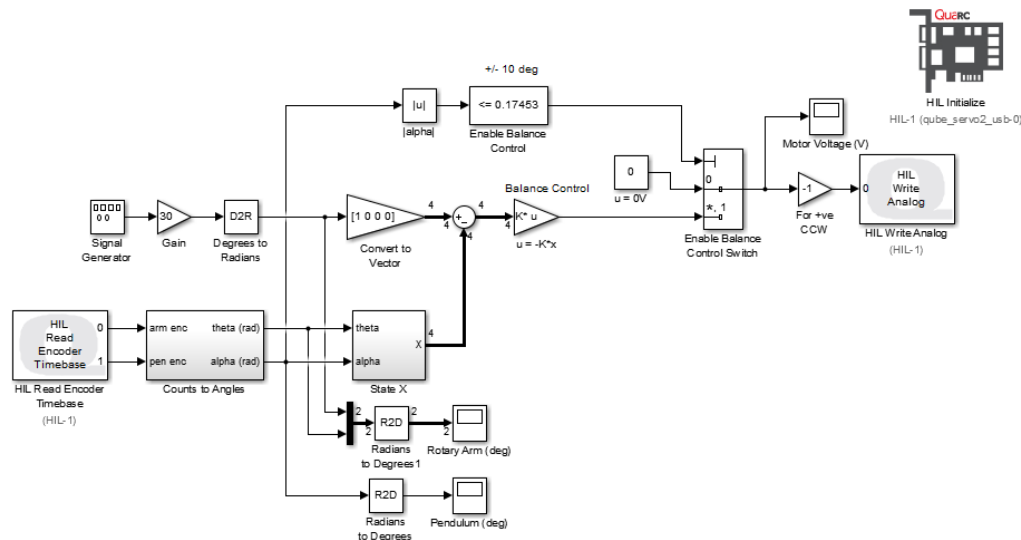 QUARC
HIL Initialize
HIL-1 (qube_servo2_usb-0)
+/- 10 deg
|u|
|alpha|
<= 0.17453
Enable Balance
Control
Motor Voltage (V)
0
u = 0V
0
*, 1
Enable Balance
Control Switch
-1
For +ve
CCW
0
HIL
Write
Analog
HIL Write Analog
(HIL-1)
Signal
Generator
30
Gain
D2R
Degrees to
Radians
[1 0 0 0]
Convert to
Vector
4
4
+
-
4
4
4
4
Balance Control
K* u
u = -K*x
4
HIL
Read
Encoder
Timebase
0
1
HIL Read Encoder
Timebase
(HIL-1)
arm enc
pen enc
theta (rad)
alpha (rad)
Counts to Angles
theta
alpha
X
4
State X
2
2
R2D
2
2
Radians
to Degrees1
Rotary Arm (deg)
R2D
Radians
to Degrees
Pendulum (deg)